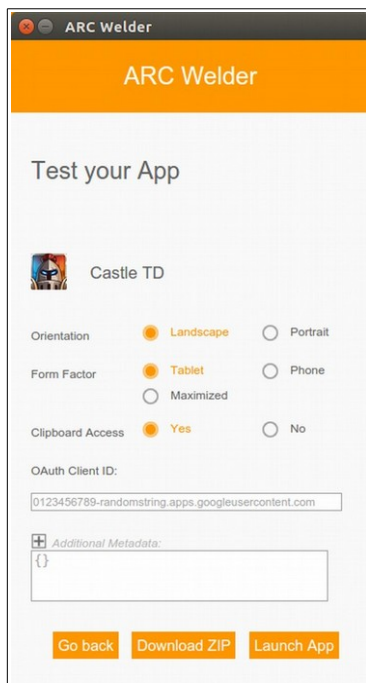 ARC Welder
ARC Welder
Test your App
Castle TD
Orientation Landscape Portrait
Form Factor Tablet Phone
Maximized
Clipboard Access Yes No
OAuth Client ID:
0123456789-randomstring.apps.googleusercontent.com
Additional Metadata:
{}
Go back Download ZIP Launch App